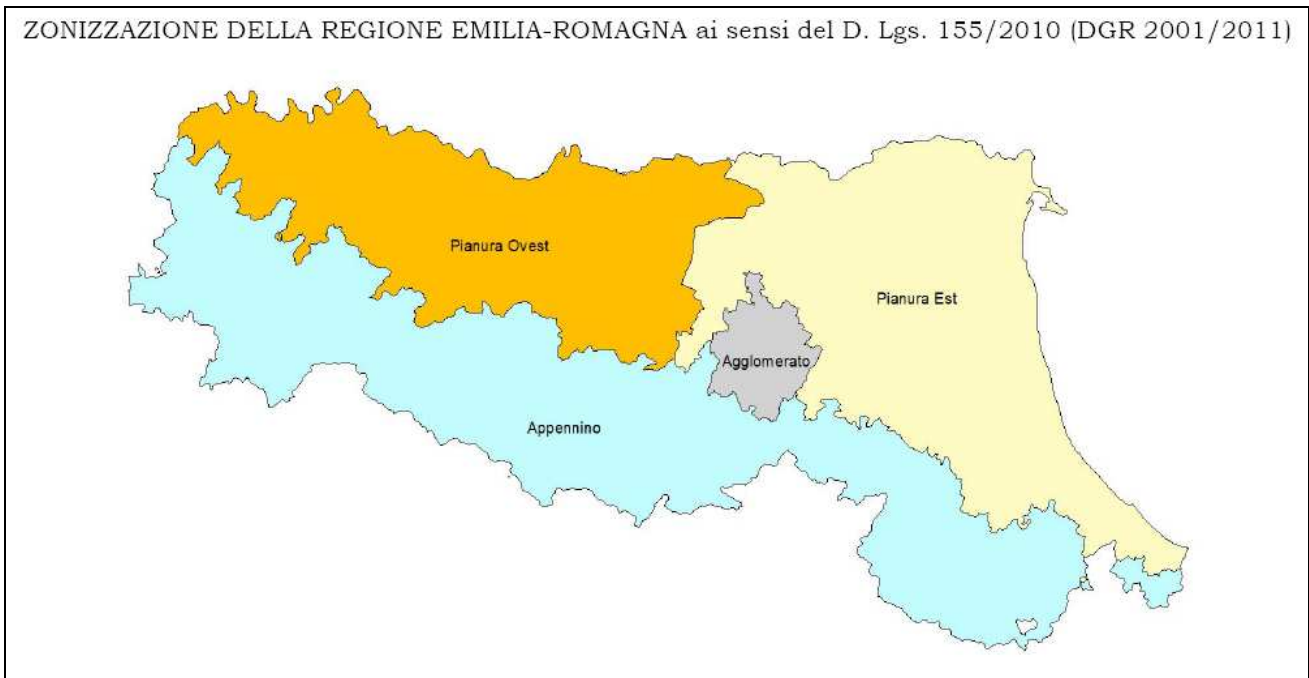 ZONIZZAZIONE DELLA REGIONE EMILIA-ROMAGNA ai sensi del D. Lgs. 155/2010 (DGR 2001/2011)
Pianura Ovest
Pianura Est
Agglomerato
Appennino